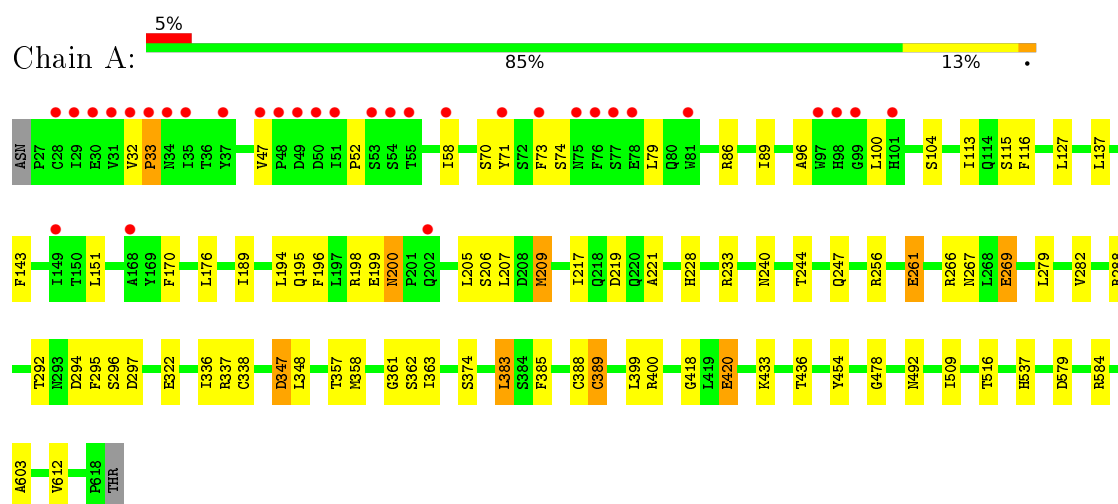 5%
Chain A:
85%
13%
ASN P27 C28 I29 E30 V31 V32 P33 N34 I35 T36 Y37 V47 P48 D49 D50 I51 P52 S53 S54 T55 I58 S70 Y71 S72 F73 S74 N75 F76 S77 E78 L79 Q80 W81 R86 I89 A96 W97 H98 G99 L100 H101 S104 I113 Q114 S115 F116 L127 L137
F143 I149 T150 L151 A168 Y169 F170 L176 I189 L194 Q195 F196 L197 R198 E199 N200 P201 Q202 L205 S206 L207 D208 M209 I217 Q218 D219 Q220 A221 H228 R233 N240 T244 Q247 R256 E261 R266 N267 L268 E269 L279 V282 R288
T292 N293 D294 F295 S296 D297 E322 I336 R337 C338 D347 L348 T357 M358 G361 S362 I363 S374 L383 S384 F385 C388 C389 L399 R400 G418 L419 E420 K433 T436 Y454 G478 N492 I509 T516 H537 D579 R584
A603 V612 P618 THR